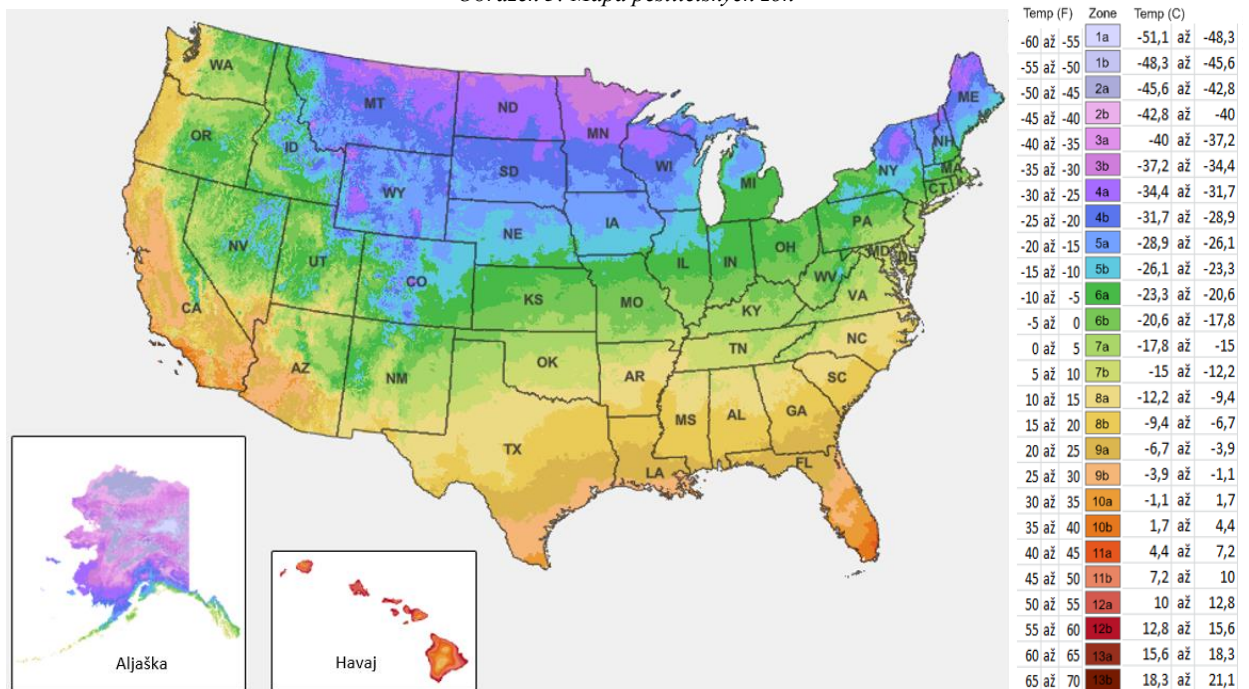 Obrázek Mapa pěstitelských zón
WA
MT
ND
MN
ME
OR
ID
WY
SD
WI
MI
NY
NH
MA
CT
NV
UT
CO
NE
IA
IL
IN
OH
PA
MD
DE
WV
VA
CA
KS
MO
KY
AZ
NM
OK
AR
TN
NC
SC
TX
LA
MS
AL
GA
FL
Aljaška
Havaj
Temp (F) Zone Temp (C)
-60 až -55 1a -51,1 až -48,3
-55 až -50 1b -48,3 až -45,6
-50 až -45 2a -45,6 až -42,8
-45 až -40 2b -42,8 až -40
-40 až -35 3a -40 až -37,2
-35 až -30 3b -37,2 až -34,4
-30 až -25 4a -34,4 až -31,7
-25 až -20 4b -31,7 až -28,9
-20 až -15 5a -28,9 až -26,1
-15 až -10 5b -26,1 až -23,3
-10 až -5 6a -23,3 až -20,6
-5 až 0 6b -20,6 až -17,8
0 až 5 7a -17,8 až -15
5 až 10 7b -15 až -12,2
10 až 15 8a -12,2 až -9,4
15 až 20 8b -9,4 až -6,7
20 až 25 9a -6,7 až -3,9
25 až 30 9b -3,9 až -1,1
30 až 35 10a -1,1 až 1,7
35 až 40 10b 1,7 až 4,4
40 až 45 11a 4,4 až 7,2
45 až 50 11b 7,2 až 10
50 až 55 12a 10 až 12,8
55 až 60 12b 12,8 až 15,6
60 až 65 13a 15,6 až 18,3
65 až 70 13b 18,3 až 21,1